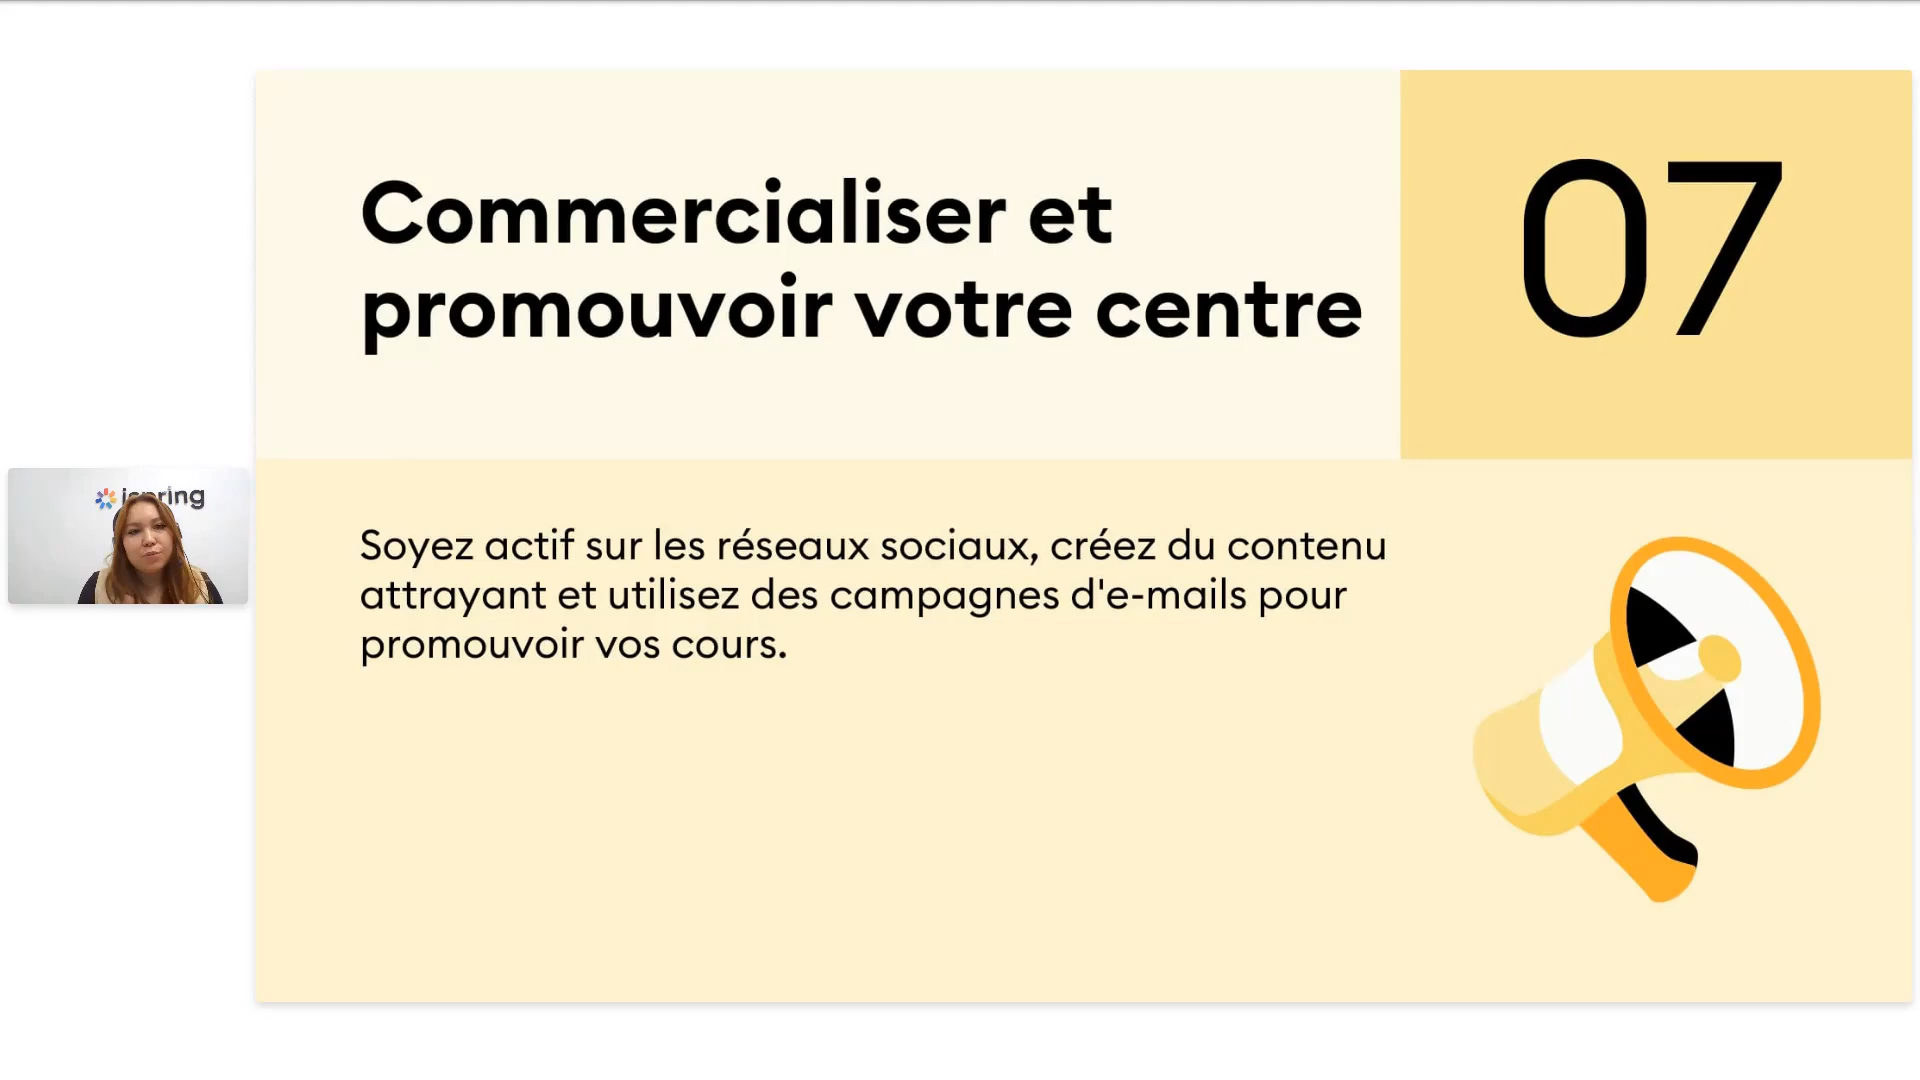 Commercialiser et
promouvoir votre centre
07
ispring
Soyez actif sur les réseaux sociaux, créez du contenu
attrayant et utilisez des campagnes d'e-mails pour
promouvoir vos cours.